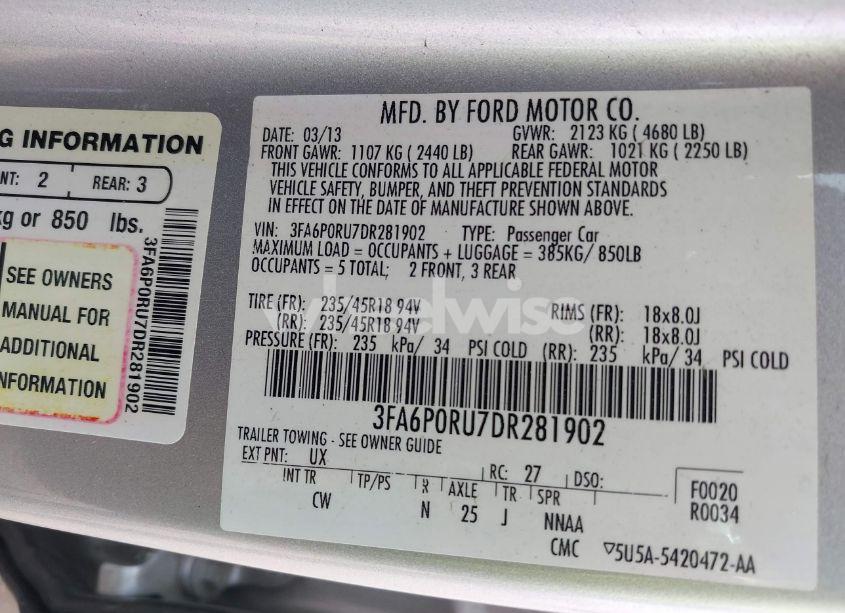 G INFORMATION
NT: 2 REAR: 3
kg or 850 lbs.
SEE OWNERS
MANUAL FOR
ADDITIONAL
INFORMATION
3FA6P0RU7DR281902
MFD. BY FORD MOTOR CO.
DATE: 03/13 GVWR: 2123 KG ( 4680 LB)
FRONT GAWR: 1107 KG ( 2440 LB) REAR GAWR: 1021 KG ( 2250 LB)
THIS VEHICLE CONFORMS TO ALL APPLICABLE FEDERAL MOTOR
VEHICLE SAFETY, BUMPER, AND THEFT PREVENTION STANDARDS
IN EFFECT ON THE DATE OF MANUFACTURE SHOWN ABOVE.
VIN: 3FA6P0RU7DR281902 TYPE: Passenger Car
MAXIMUM LOAD = OCCUPANTS + LUGGAGE = 385KG/ 850LB
OCCUPANTS = 5 TOTAL; 2 FRONT, 3 REAR
TIRE (FR): 235/45R18 94V RIMS (FR): 18x8.0J
(RR): 235/45R18 94V (RR): 18x8.0J
PRESSURE (FR): 235 kPa/ 34 PSI COLD (RR): 235 kPa/ 34 PSI COLD
wheelwise
3FA6P0RU7DR281902
TRAILER TOWING - SEE OWNER GUIDE
EXT PNT: UX RC: 27 DSO:
INT TR TP/PS R AXLE TR SPR F0020
CW N 25 J NNAA R0034
CMC 5U5A-5420472-AA